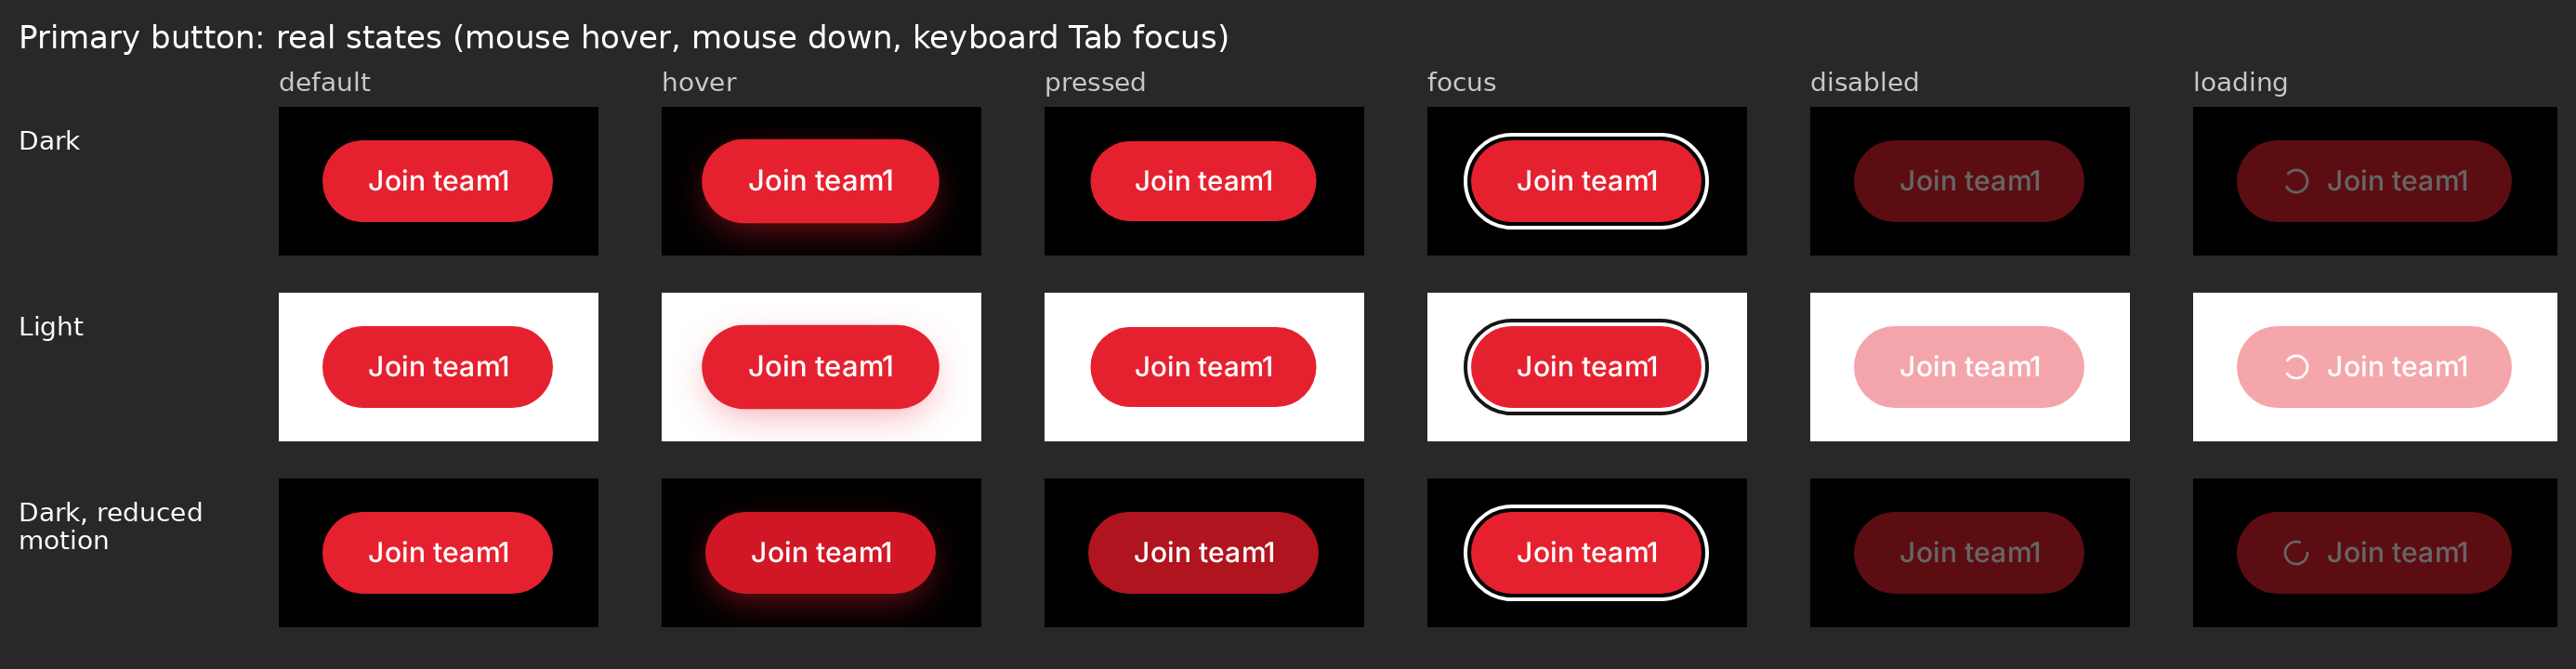 Primary button: real states (mouse hover, mouse down, keyboard Tab focus)
default hover pressed focus disabled loading
Dark
Join team1 Join team1 Join team1 Join team1 Join team1 Join team1
Light
Join team1 Join team1 Join team1 Join team1 Join team1 Join team1
Dark, reduced
motion
Join team1 Join team1 Join team1 Join team1 Join team1 Join team1